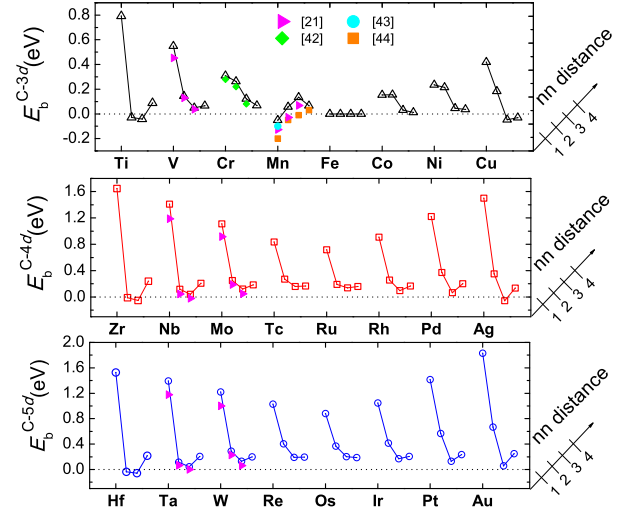 [21] [43]
[42] [44]
E_b^C-3d(eV)
0.8
0.6
0.4
0.2
0.0
-0.2
Ti V Cr Mn Fe Co Ni Cu
nn distance
1 2 3 4
E_b^C-4d(eV)
1.6
1.2
0.8
0.4
0.0
Zr Nb Mo Tc Ru Rh Pd Ag
nn distance
1 2 3 4
E_b^C-5d(eV)
2.0
1.6
1.2
0.8
0.4
0.0
Hf Ta W Re Os Ir Pt Au
nn distance
1 2 3 4